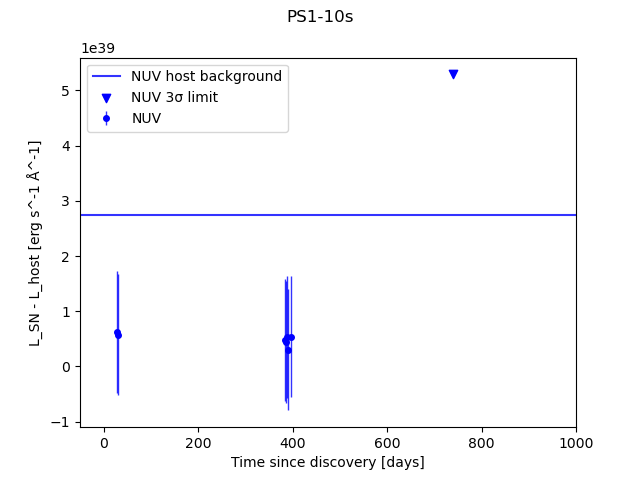 PS1-10s
1e39
NUV host background
NUV 3σ limit
NUV
5
4
3
2
1
0
−1
L_SN - L_host [erg s^-1 Å^-1]
0 200 400 600 800 1000
Time since discovery [days]